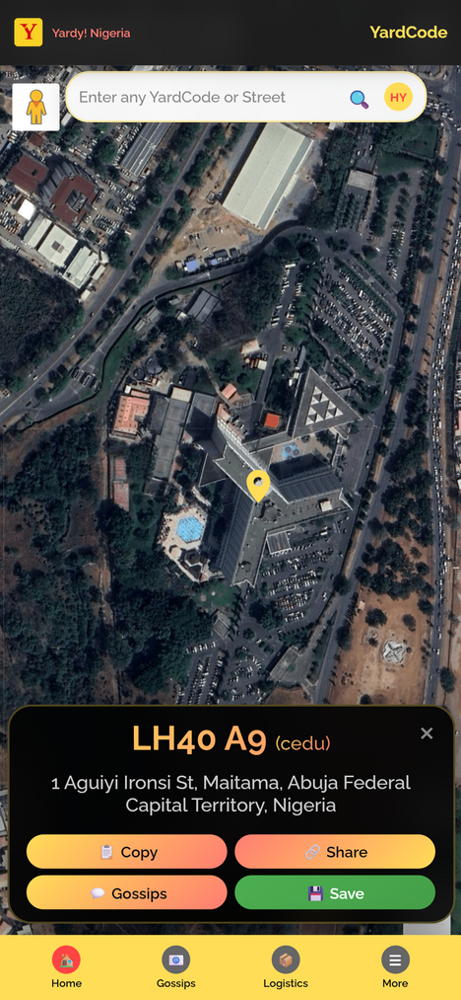 Y
Yardy! Nigeria
YardCode
Enter any YardCode or Street
HY
LH40 A9 (cedu)
×
1 Aguiyi Ironsi St, Maitama, Abuja Federal
Capital Territory, Nigeria
Copy
Share
Gossips
Save
Home
Gossips
Logistics
More